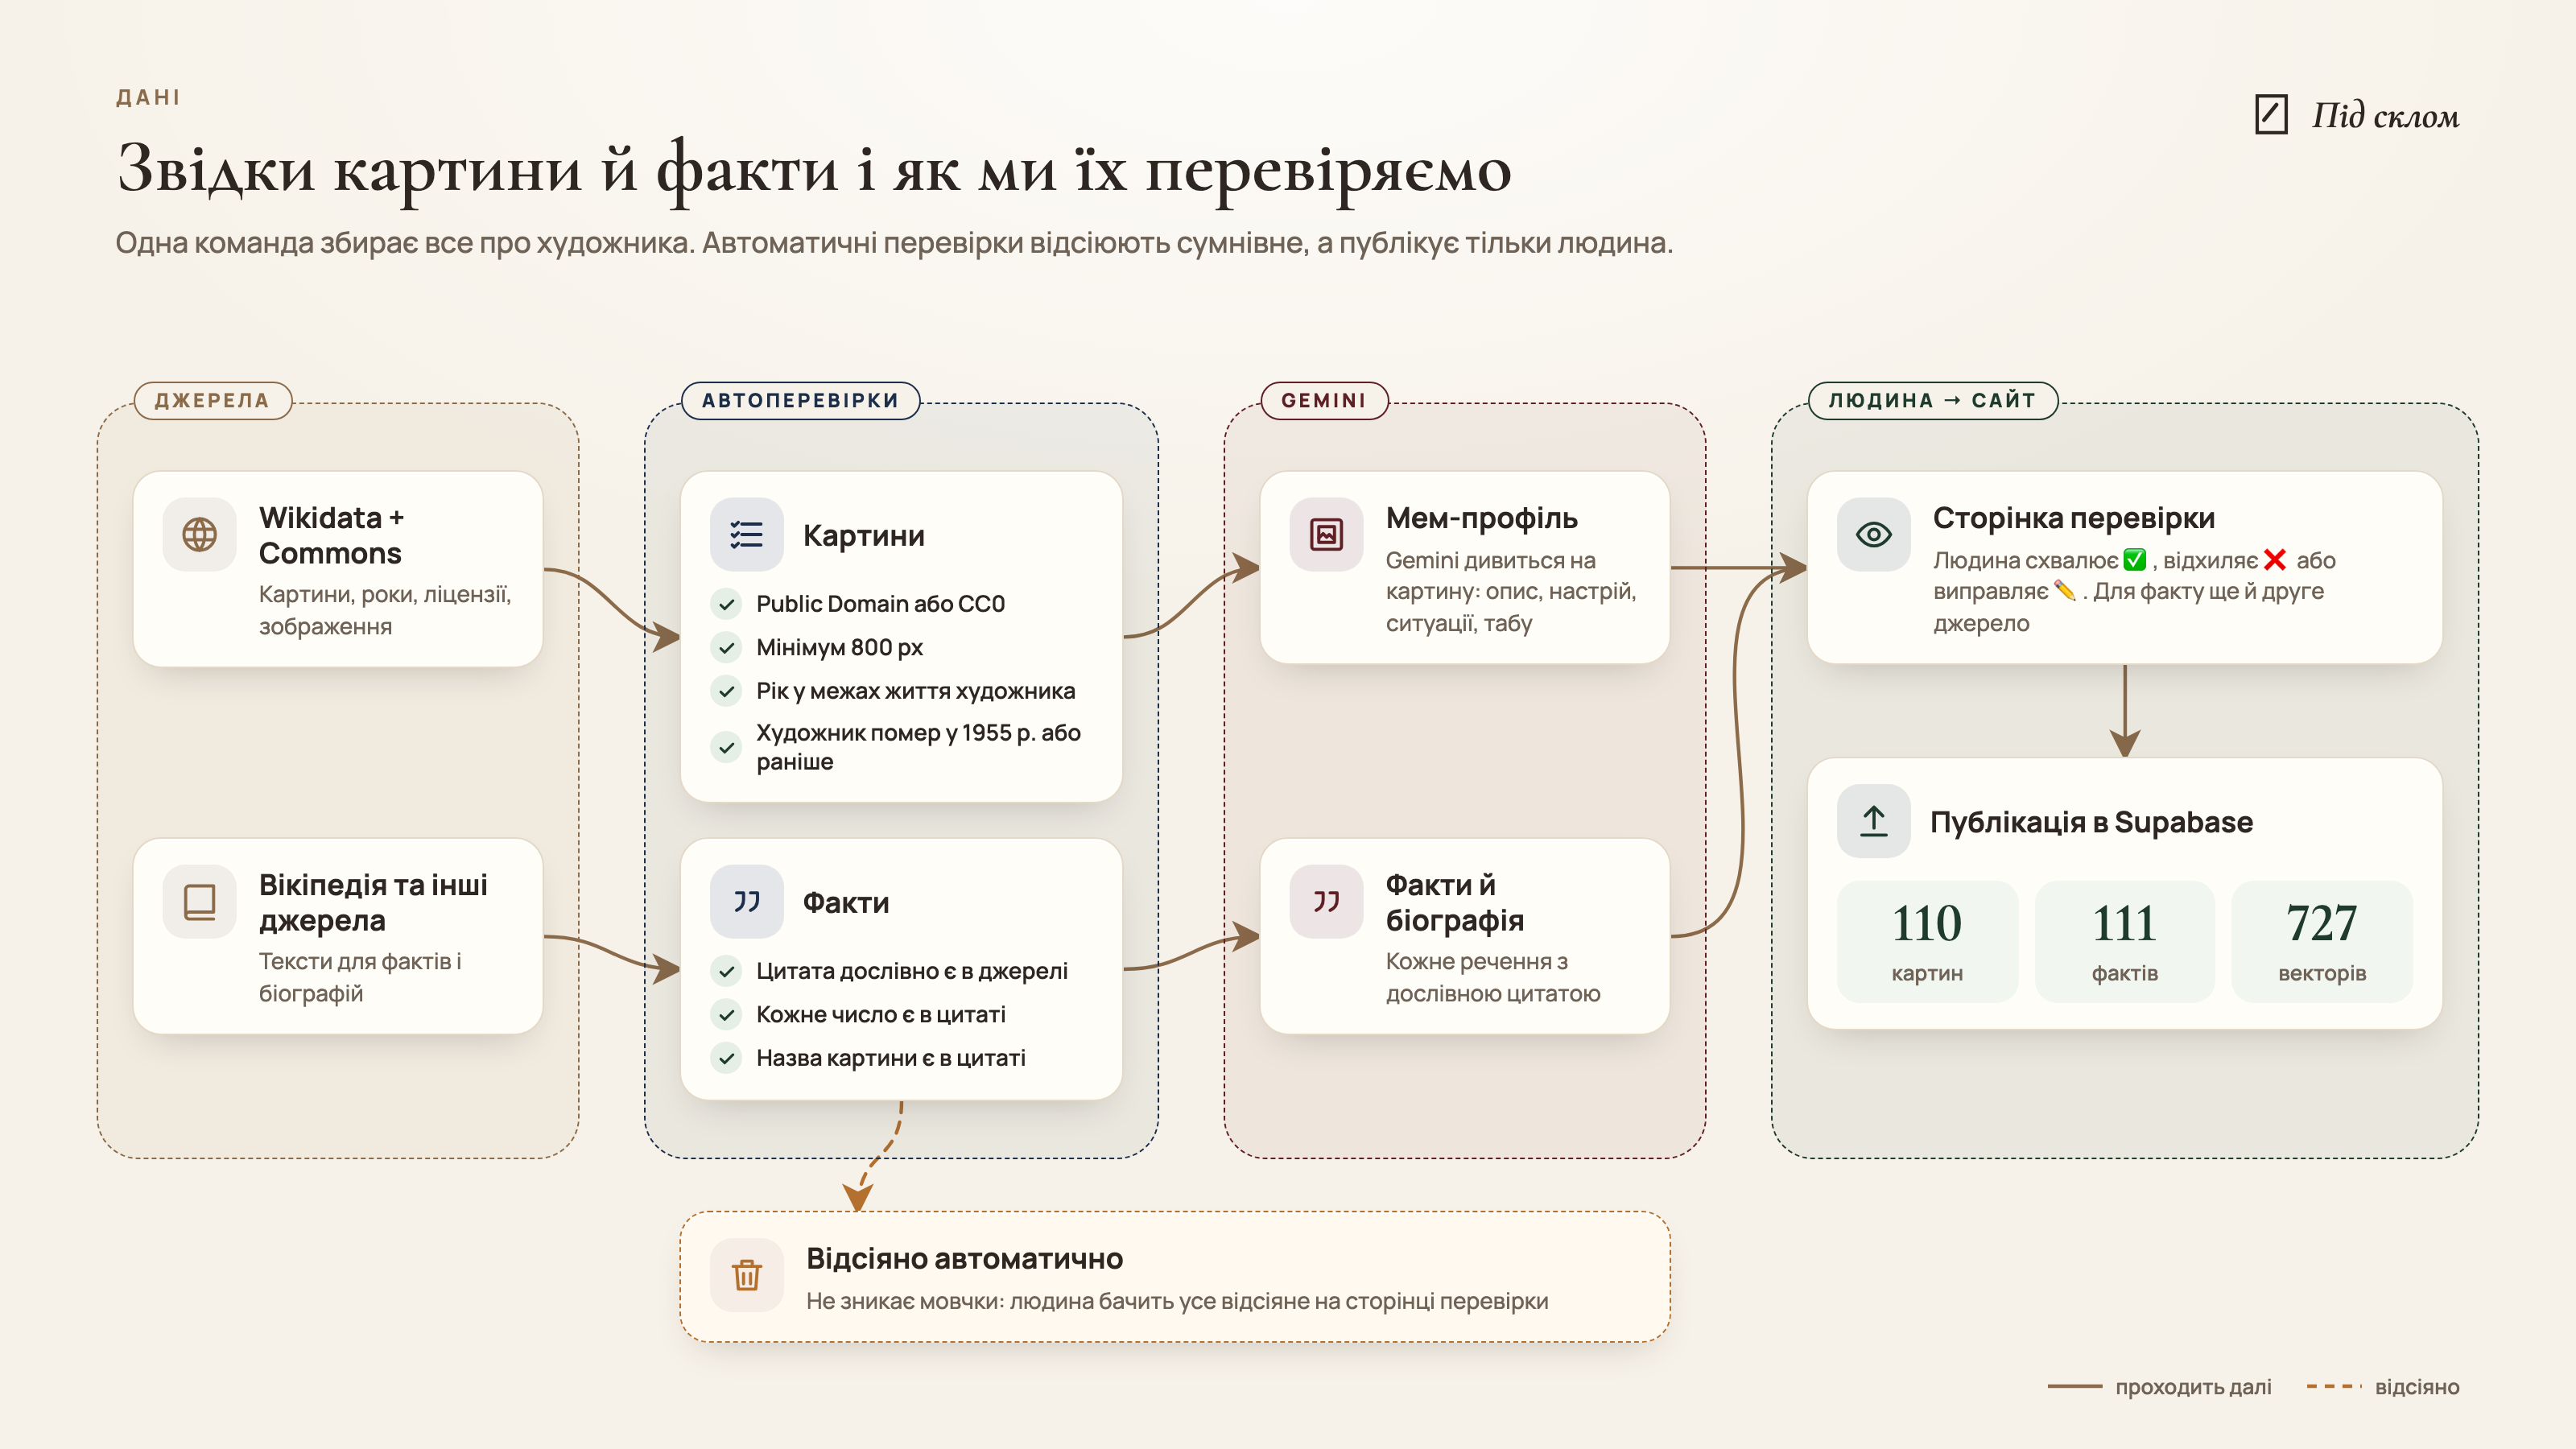 ДАНІ
Під склом
Звідки картини й факти і як ми їх перевіряємо
Одна команда збирає все про художника. Автоматичні перевірки відсіюють сумнівне, а публікує тільки людина.
ДЖЕРЕЛА
Wikidata +
Commons
Картини, роки, ліцензії,
зображення
Вікіпедія та інші
джерела
Тексти для фактів і
біографій
АВТОПЕРЕВІРКИ
Картини
Public Domain або CC0
Мінімум 800 px
Рік у межах життя художника
Художник помер у 1955 р. або
раніше
Факти
Цитата дослівно є в джерелі
Кожне число є в цитаті
Назва картини є в цитаті
GEMINI
Мем-профіль
Gemini дивиться на
картину: опис, настрій,
ситуації, табу
Факти й
біографія
Кожне речення з
дослівною цитатою
ЛЮДИНА → САЙТ
Сторінка перевірки
Людина схвалює ✅ , відхиляє ❌ або
виправляє ✏️ . Для факту ще й друге
джерело
Публікація в Supabase
110
картин
111
фактів
727
векторів
Відсіяно автоматично
Не зникає мовчки: людина бачить усе відсіяне на сторінці перевірки
проходить далі
відсіяно